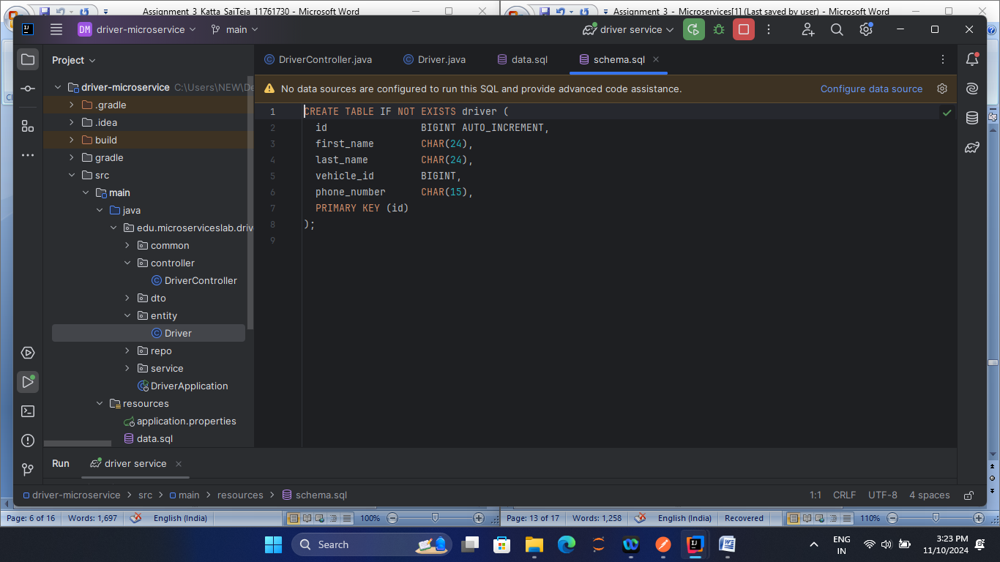 Assignment_3_Katta_SaiTeja_11761730 - Microsoft Word
Assignment_3_-_Microservices[1] (Last saved by user) - Microsoft Word
DM driver-microservice
main
driver service
Project
DriverController.java
Driver.java
data.sql
schema.sql
driver-microservice C:\Users\NEW\De
No data sources are configured to run this SQL and provide advanced code assistance.
Configure data source
.gradle
.idea
build
gradle
src
main
java
edu.microserviceslab.driv
common
controller
DriverController
dto
entity
Driver
repo
service
DriverApplication
resources
application.properties
data.sql
1 CREATE TABLE IF NOT EXISTS driver (
2 id BIGINT AUTO_INCREMENT,
3 first_name CHAR(24),
4 last_name CHAR(24),
5 vehicle_id BIGINT,
6 phone_number CHAR(15),
7 PRIMARY KEY (id)
8 );
9
Run
driver service
driver-microservice > src > main > resources > schema.sql
1:1 CRLF UTF-8 4 spaces
Page: 6 of 16 Words: 1,697 English (India) 100%
Page: 13 of 17 Words: 1,258 English (India) Recovered 110%
Search
ENG
IN
3:23 PM
11/10/2024